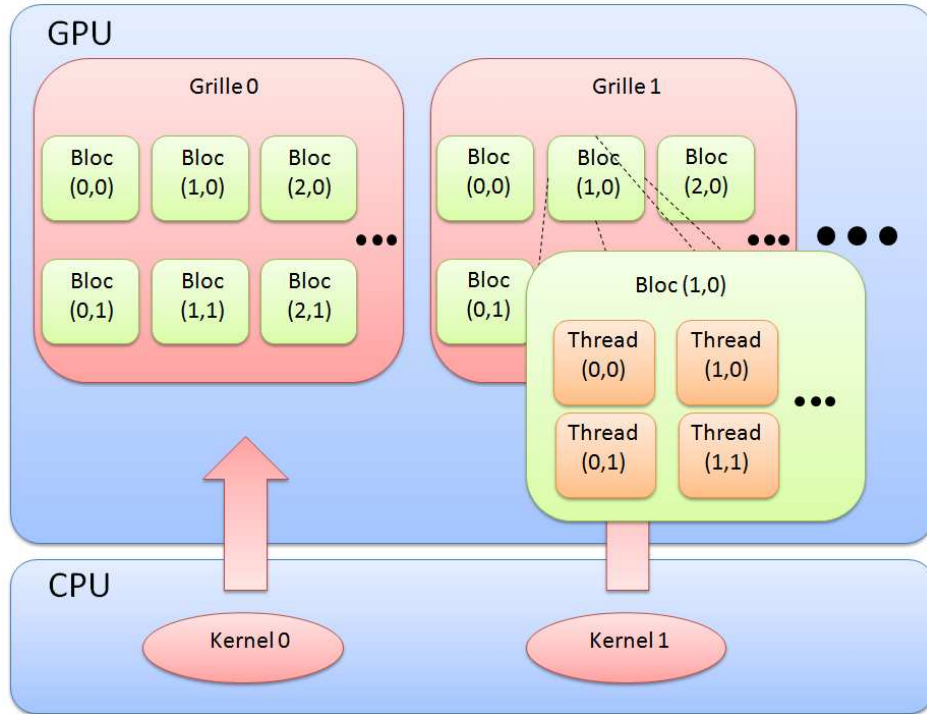 GPU
Grille 0
Grille 1
Bloc
(0,0)
Bloc
(1,0)
Bloc
(2,0)
Bloc
(0,0)
Bloc
(1,0)
Bloc
(2,0)
Bloc
(0,1)
Bloc
(1,1)
Bloc
(2,1)
Bloc
(0,1)
Bloc (1,0)
Thread
(0,0)
Thread
(1,0)
Thread
(0,1)
Thread
(1,1)
CPU
Kernel 0
Kernel 1